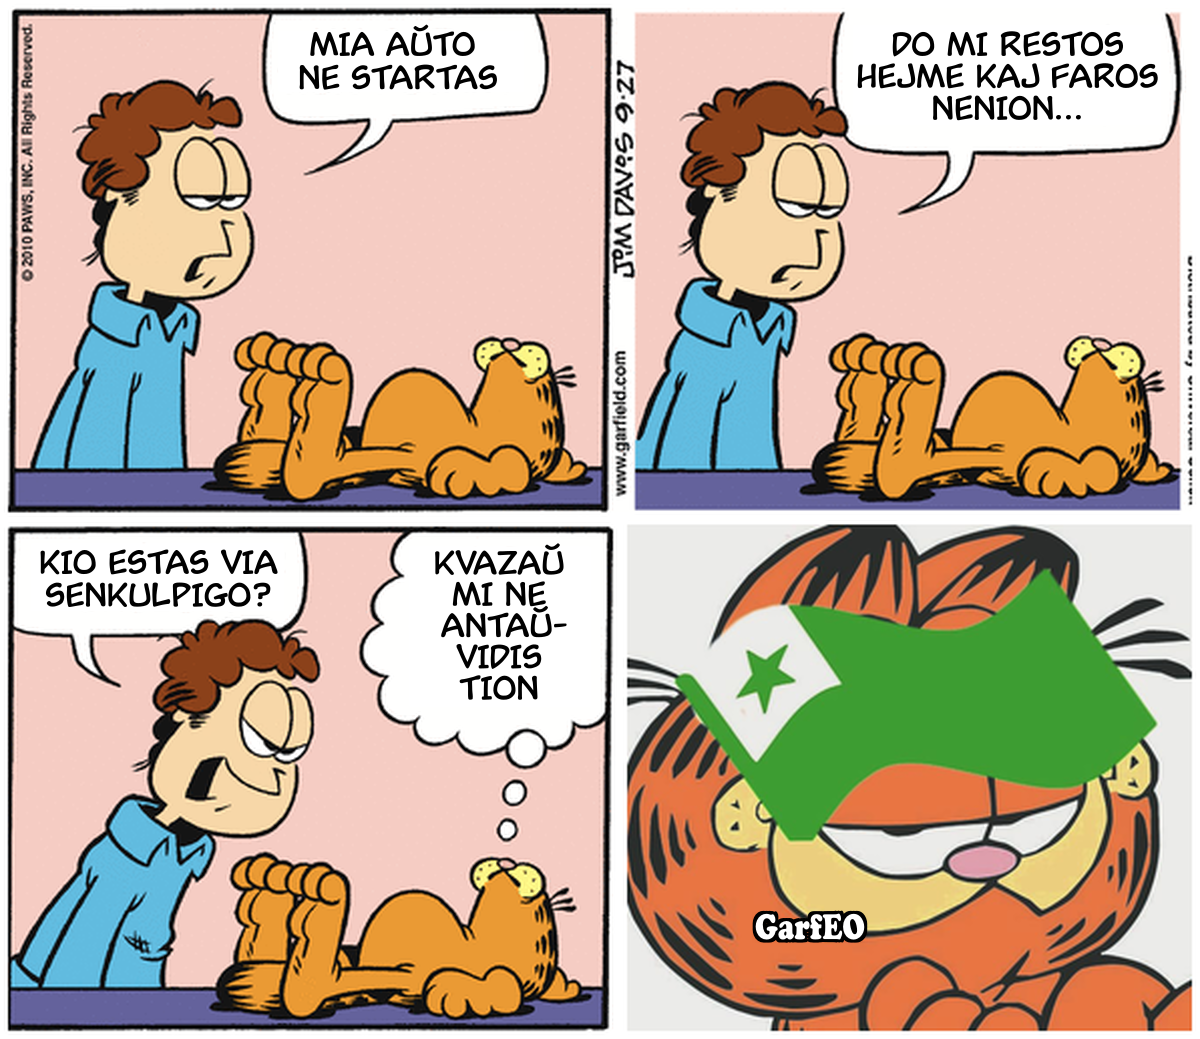 MIA AŬTO
NE STARTAS
DO MI RESTOS
HEJME KAJ FAROS
NENION...
© 2010 PAWS, INC. All Rights Reserved.
JIM DAVIS 9·27
www.garfield.com
KIO ESTAS VIA
SENKULPIGO?
KVAZAŬ
MI NE
ANTAŬ-
VIDIS
TION
GarfEO